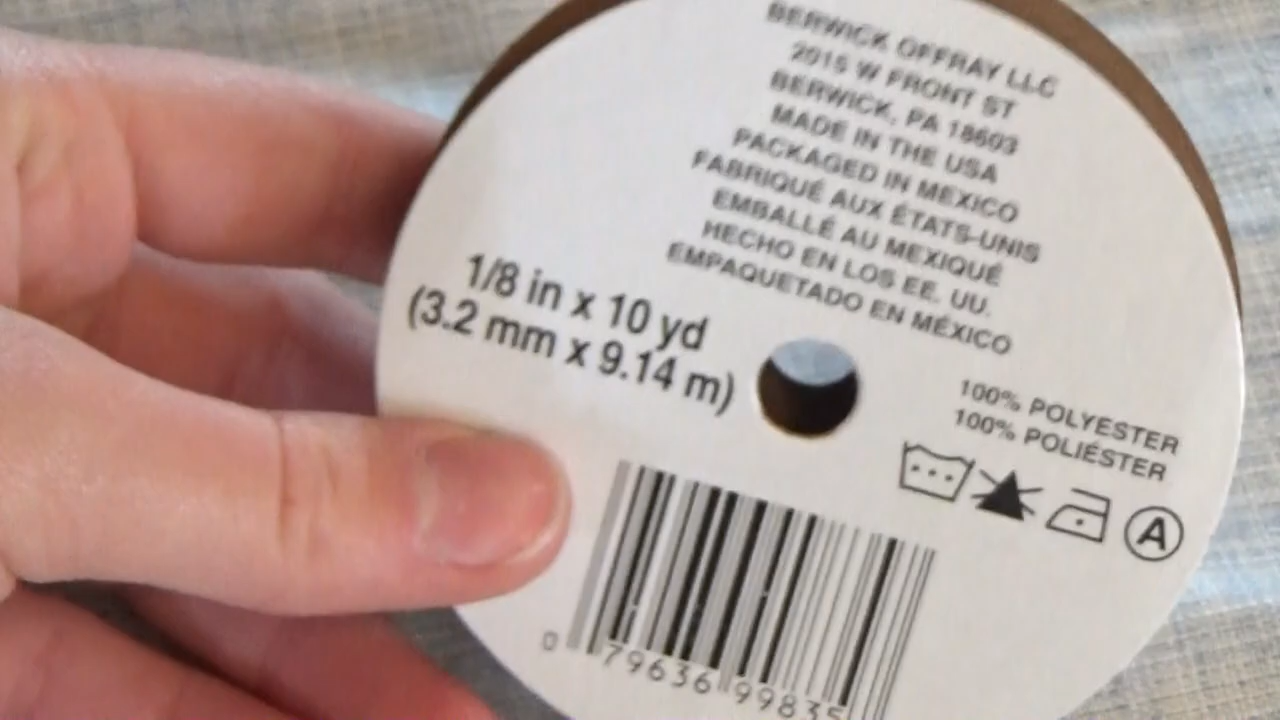 BERWICK OFFRAY LLC
2015 W FRONT ST
BERWICK, PA 18603
MADE IN THE USA
PACKAGED IN MEXICO
FABRIQUÉ AUX ÉTATS-UNIS
EMBALLÉ AU MEXIQUÉ
HECHO EN LOS EE. UU.
EMPAQUETADO EN MÉXICO
1/8 in x 10 yd
(3.2 mm x 9.14 m)
100% POLYESTER
100% POLIÉSTER
A
0 79636 99835